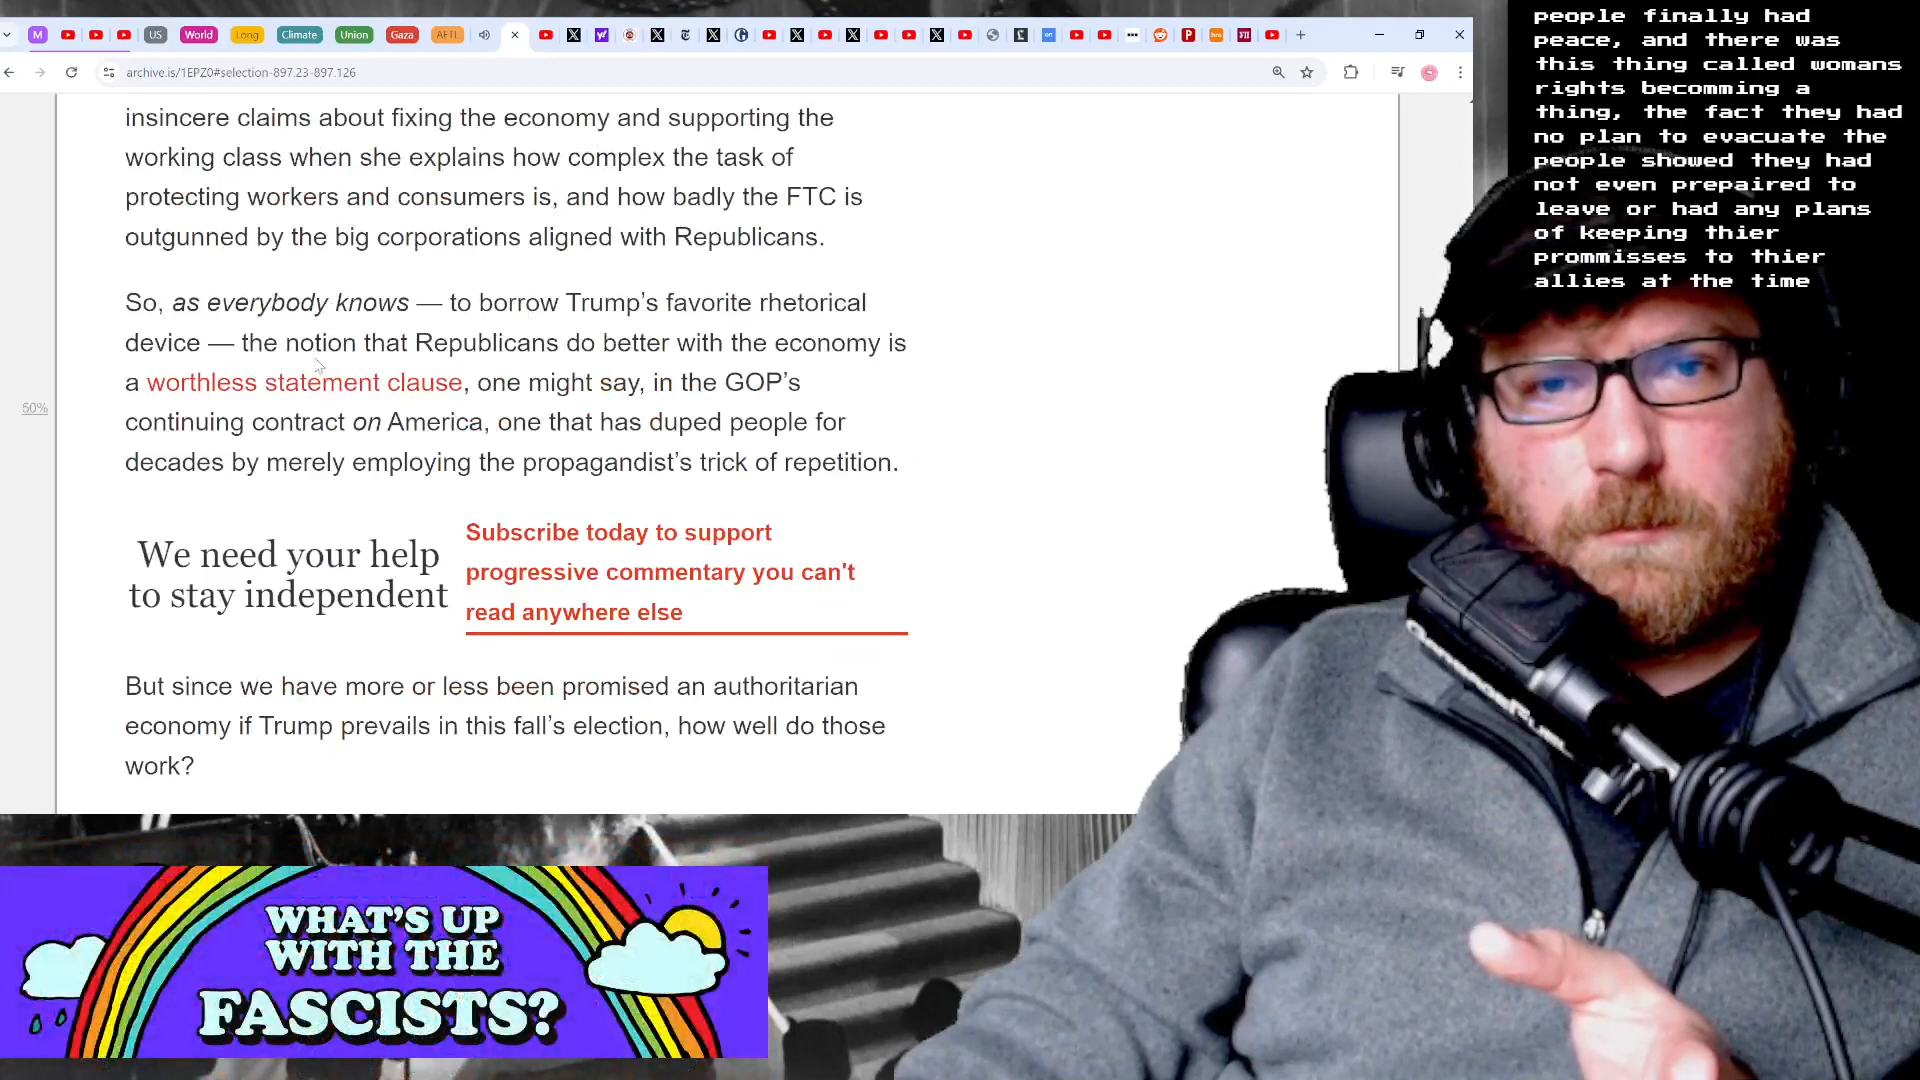 M
US
World
Long
Climate
Union
Gaza
AFTL
archive.is/1EPZ0#selection-897.23-897.126
insincere claims about fixing the economy and supporting the
working class when she explains how complex the task of
protecting workers and consumers is, and how badly the FTC is
outgunned by the big corporations aligned with Republicans.
So, as everybody knows — to borrow Trump’s favorite rhetorical
device — the notion that Republicans do better with the economy is
a worthless statement clause, one might say, in the GOP’s
continuing contract on America, one that has duped people for
decades by merely employing the propagandist’s trick of repetition.
50%
We need your help
to stay independent
Subscribe today to support
progressive commentary you can't
read anywhere else
But since we have more or less been promised an authoritarian
economy if Trump prevails in this fall’s election, how well do those
work?
people finally had
peace, and there was
this thing called womans
rights becomming a
thing, the fact they had
no plan to evacuate the
people showed they had
not even prepaired to
leave or had any plans
of keeping thier
prommisses to thier
allies at the time
WHAT'S UP
WITH THE
FASCISTS?